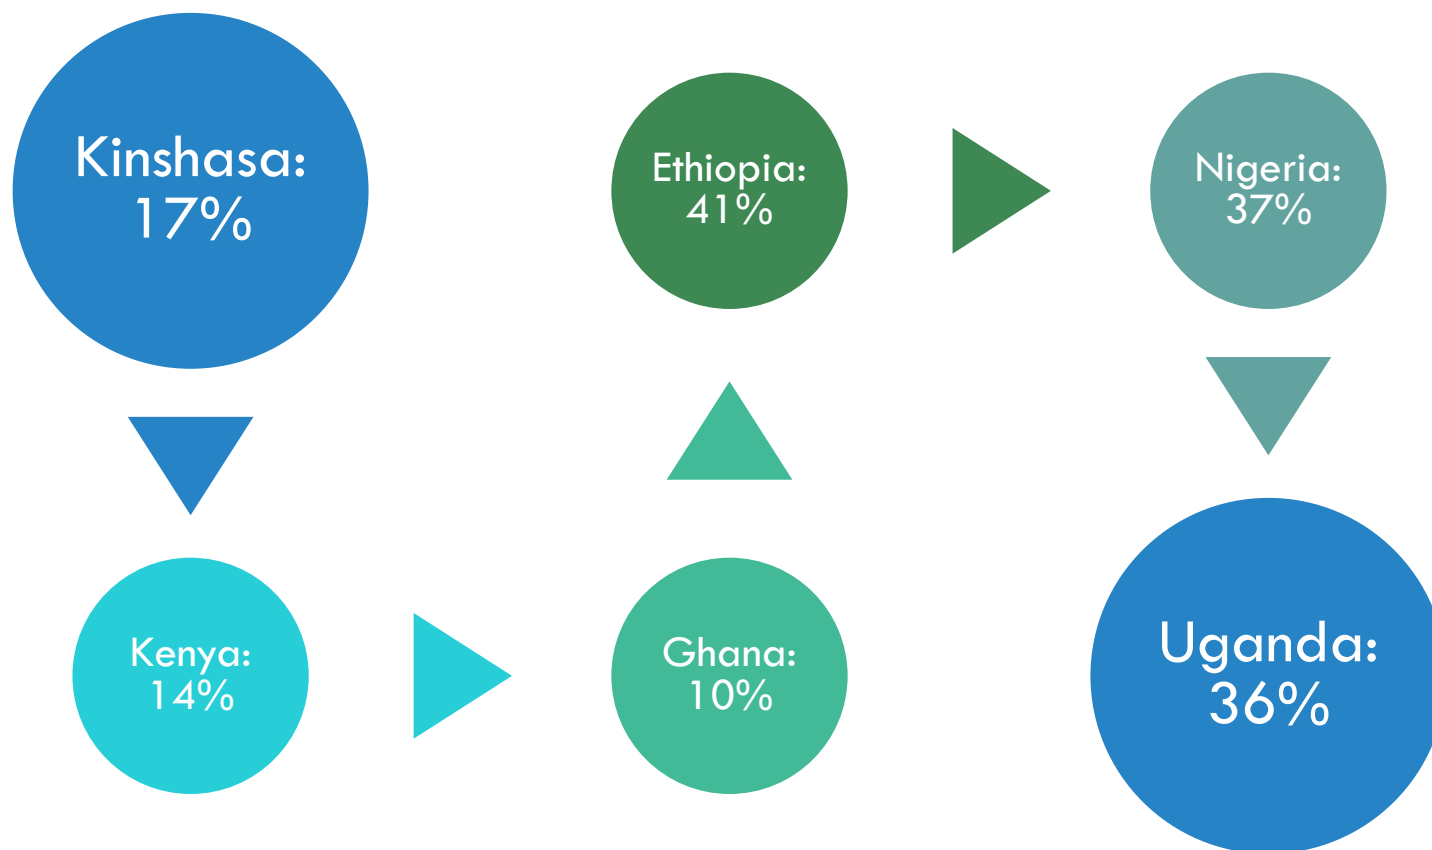 Kinshasa:
17%
Kenya:
14%
Ghana:
10%
Ethiopia:
41%
Nigeria:
37%
Uganda:
36%